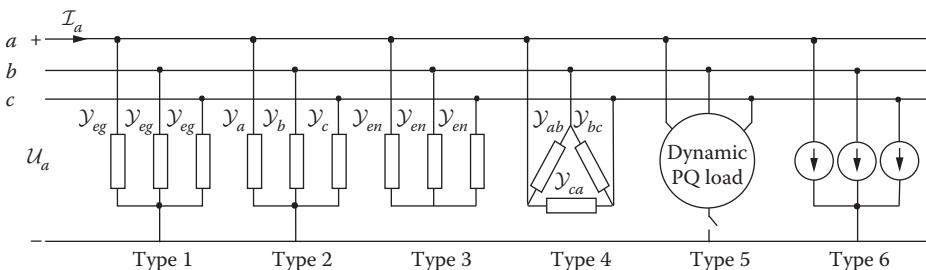 ℐₐ
a +
b
c
𝒴eg 𝒴eg 𝒴eg 𝒴a 𝒴b 𝒴c 𝒴en 𝒴en 𝒴en 𝒴ab 𝒴bc
𝒰a
Dynamic
PQ load
𝒴ca
−
Type 1 Type 2 Type 3 Type 4 Type 5 Type 6